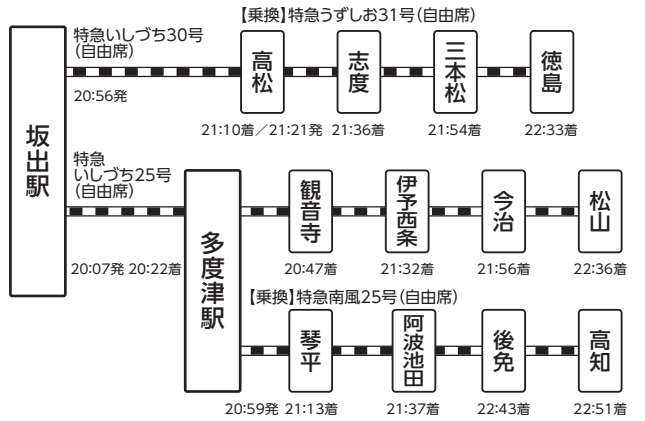 【乗換】特急うずしお31号(自由席)
特急いしづち30号
(自由席)
高松
志度
三本松
徳島
20:56発
21:10着/21:21発
21:36着
21:54着
22:33着
坂出駅
特急
いしづち25号
(自由席)
多度津駅
観音寺
伊予西条
今治
松山
20:07発
20:22着
20:47着
21:32着
21:56着
22:36着
【乗換】特急南風25号(自由席)
琴平
阿波池田
後免
高知
20:59発
21:13着
21:37着
22:43着
22:51着